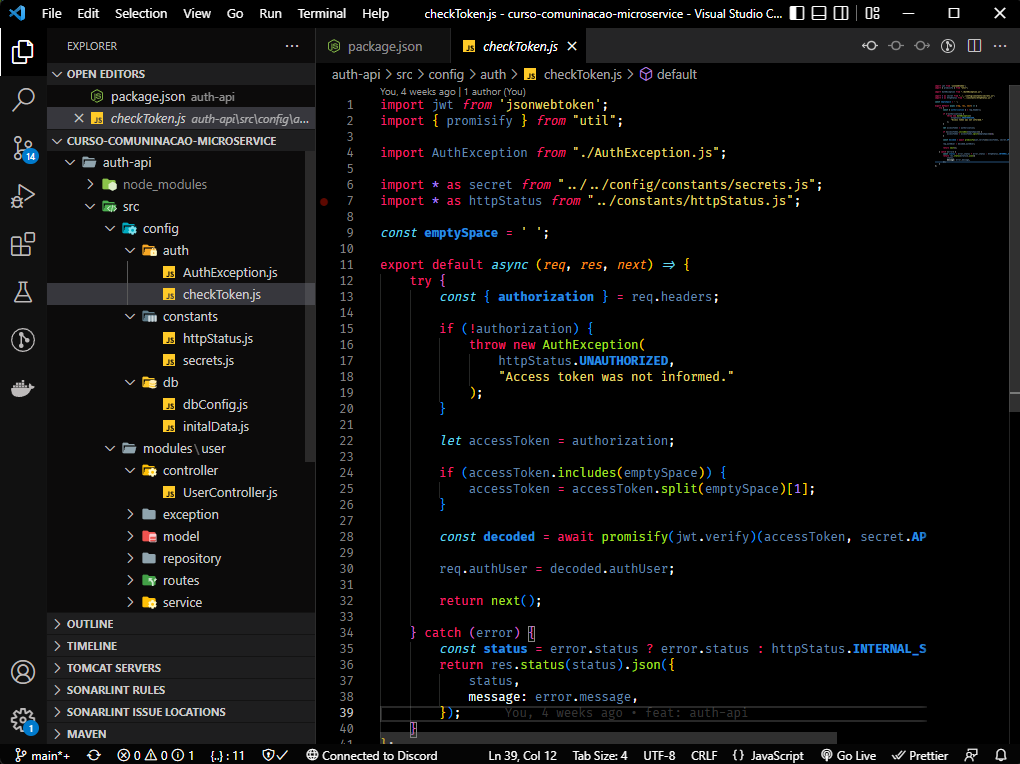 File Edit Selection View Go Run Terminal Help checkToken.js - curso-comuninacao-microservice - Visual Studio C...
EXPLORER
OPEN EDITORS
package.json auth-api
checkToken.js auth-api\src\config\a...
CURSO-COMUNINACAO-MICROSERVICE
auth-api
node_modules
src
config
auth
AuthException.js
checkToken.js
constants
httpStatus.js
secrets.js
db
dbConfig.js
initalData.js
modules\user
controller
UserController.js
exception
model
repository
routes
service
OUTLINE
TIMELINE
TOMCAT SERVERS
SONARLINT RULES
SONARLINT ISSUE LOCATIONS
MAVEN
14
1
package.json
checkToken.js
auth-api > src > config > auth > checkToken.js > default
You, 4 weeks ago | 1 author (You)
1 import jwt from 'jsonwebtoken';
2 import { promisify } from "util";
3
4 import AuthException from "./AuthException.js";
5
6 import * as secret from "../../config/constants/secrets.js";
7 import * as httpStatus from "../constants/httpStatus.js";
8
9 const emptySpace = ' ';
10
11 export default async (req, res, next) => {
12 try {
13 const { authorization } = req.headers;
14
15 if (!authorization) {
16 throw new AuthException(
17 httpStatus.UNAUTHORIZED,
18 "Access token was not informed."
19 );
20 }
21
22 let accessToken = authorization;
23
24 if (accessToken.includes(emptySpace)) {
25 accessToken = accessToken.split(emptySpace)[1];
26 }
27
28 const decoded = await promisify(jwt.verify)(accessToken, secret.AP
29
30 req.authUser = decoded.authUser;
31
32 return next();
33
34 } catch (error) {
35 const status = error.status ? error.status : httpStatus.INTERNAL_S
36 return res.status(status).json({
37 status,
38 message: error.message,
39 }); You, 4 weeks ago • feat: auth-api
40 }
41 };
main*+ 0 0 1 {..} : 11 Connected to Discord Ln 39, Col 12 Tab Size: 4 UTF-8 CRLF {} JavaScript Go Live Prettier